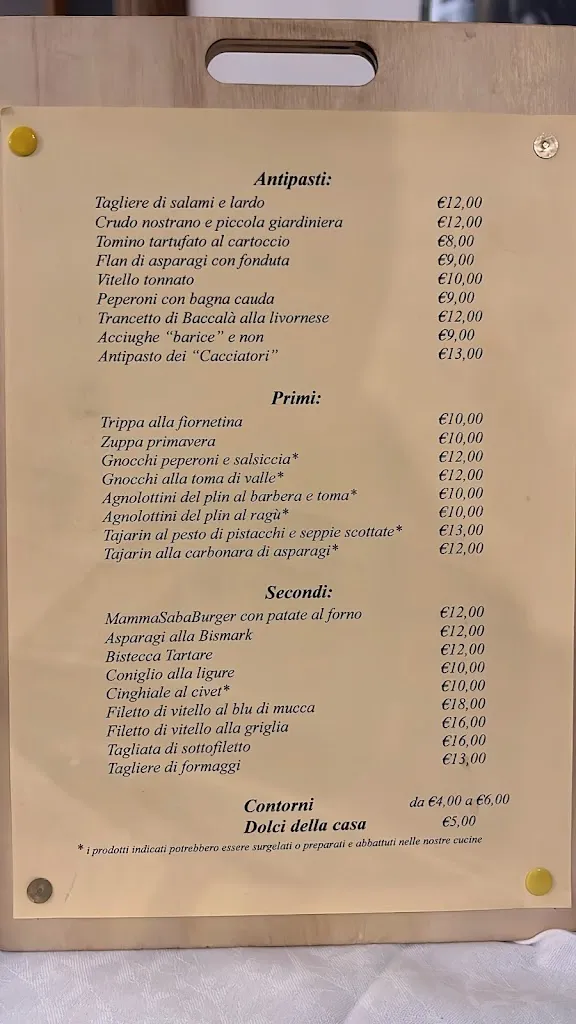 Antipasti:
Tagliere di salami e lardo €12,00
Crudo nostrano e piccola giardiniera €12,00
Tomino tartufato al cartoccio €8,00
Flan di asparagi con fonduta €9,00
Vitello tonnato €10,00
Peperoni con bagna cauda €9,00
Trancetto di Baccalà alla livornese €12,00
Acciughe “barice” e non €9,00
Antipasto dei “Cacciatori” €13,00
Primi:
Trippa alla fiornetina €10,00
Zuppa primavera €10,00
Gnocchi peperoni e salsiccia* €12,00
Gnocchi alla toma di valle* €12,00
Agnolottini del plin al barbera e toma* €10,00
Agnolottini del plin al ragù* €10,00
Tajarin al pesto di pistacchi e seppie scottate* €13,00
Tajarin alla carbonara di asparagi* €12,00
Secondi:
MammaSabaBurger con patate al forno €12,00
Asparagi alla Bismark €12,00
Bistecca Tartare €12,00
Coniglio alla ligure €10,00
Cinghiale al civet* €10,00
Filetto di vitello al blu di mucca €18,00
Filetto di vitello alla griglia €16,00
Tagliata di sottofiletto €16,00
Tagliere di formaggi €13,00
Contorni da €4,00 a €6,00
Dolci della casa €5,00
* i prodotti indicati potrebbero essere surgelati o preparati e abbattuti nelle nostre cucine